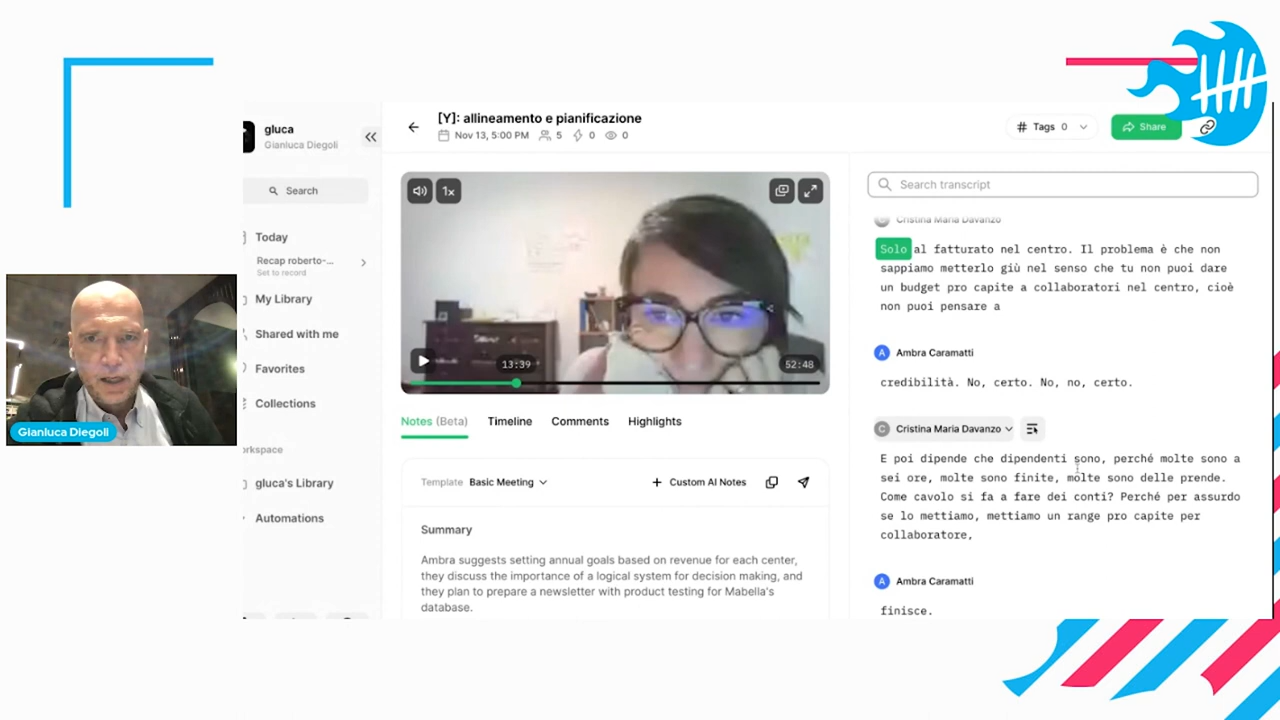 gluca
Gianluca Diegoli
Search
Today
Recap roberto-...
Set to record
My Library
Shared with me
Favorites
Collections
orkspace
gluca's Library
Automations
Gianluca Diegoli
[Y]: allineamento e pianificazione
Nov 13, 5:00 PM 5 0 0
Tags 0
Share
1x
13:39
52:48
Notes (Beta) Timeline Comments Highlights
Template Basic Meeting
Custom AI Notes
Summary
Ambra suggests setting annual goals based on revenue for each center,
they discuss the importance of a logical system for decision making, and
they plan to prepare a newsletter with product testing for Mabella's
database.
Search transcript
Cristina Maria Davanzo
Solo al fatturato nel centro. Il problema è che non
sappiamo metterlo giù nel senso che tu non puoi dare
un budget pro capite a collaboratori nel centro, cioè
non puoi pensare a
A Ambra Caramatti
credibilità. No, certo. No, no, certo.
C Cristina Maria Davanzo
E poi dipende che dipendenti sono, perché molte sono a
sei ore, molte sono finite, molte sono delle prende.
Come cavolo si fa a fare dei conti? Perché per assurdo
se lo mettiamo, mettiamo un range pro capite per
collaboratore,
A Ambra Caramatti
finisce.